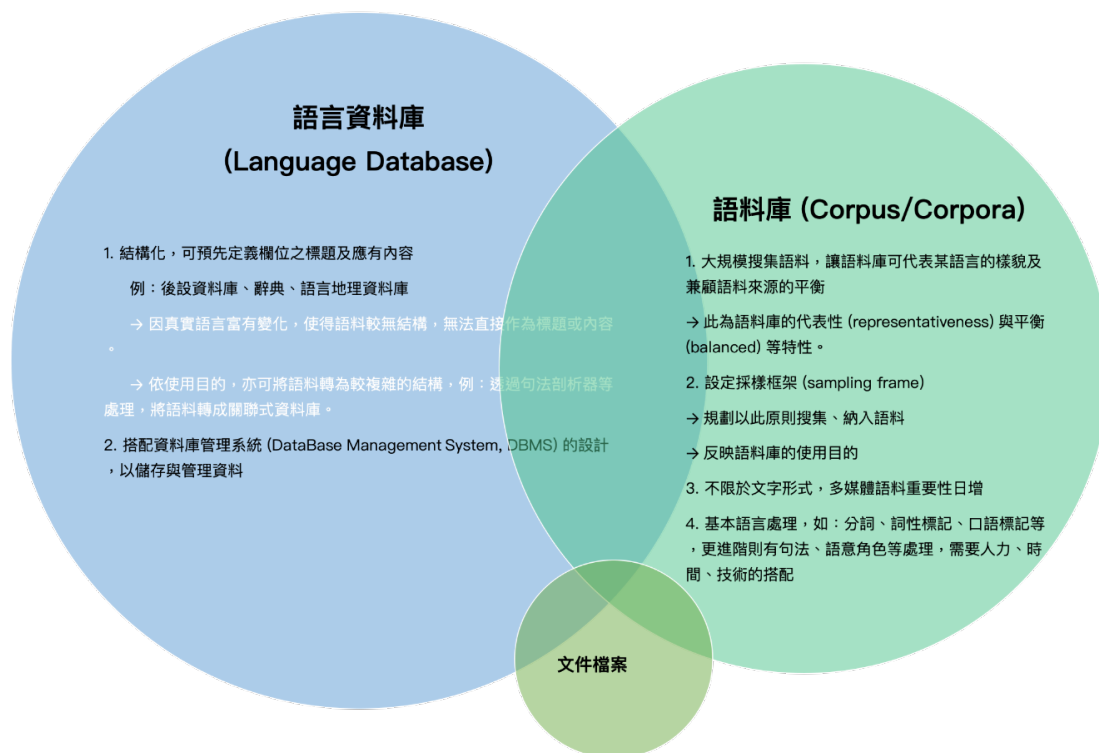 語言資料庫
(Language Database)
1. 結構化，可預先定義欄位之標題及應有內容
例：後設資料庫、辭典、語言地理資料庫
→ 因真實語言富有變化，使得語料較無結構，無法直接作為標題或內容
。
→ 依使用目的，亦可將語料轉為較複雜的結構，例：透過句法剖析器等
處理，將語料轉成關聯式資料庫。
2. 搭配資料庫管理系統 (DataBase Management System, DBMS) 的設計
，以儲存與管理資料
語料庫 (Corpus/Corpora)
1. 大規模搜集語料，讓語料庫可代表某語言的樣貌及
兼顧語料來源的平衡
→ 此為語料庫的代表性 (representativeness) 與平衡
(balanced) 等特性。
2. 設定採樣框架 (sampling frame)
→ 規劃以此原則搜集、納入語料
→ 反映語料庫的使用目的
3. 不限於文字形式，多媒體語料重要性日增
4. 基本語言處理，如：分詞、詞性標記、口語標記等
，更進階則有句法、語意角色等處理，需要人力、時
間、技術的搭配
文件檔案